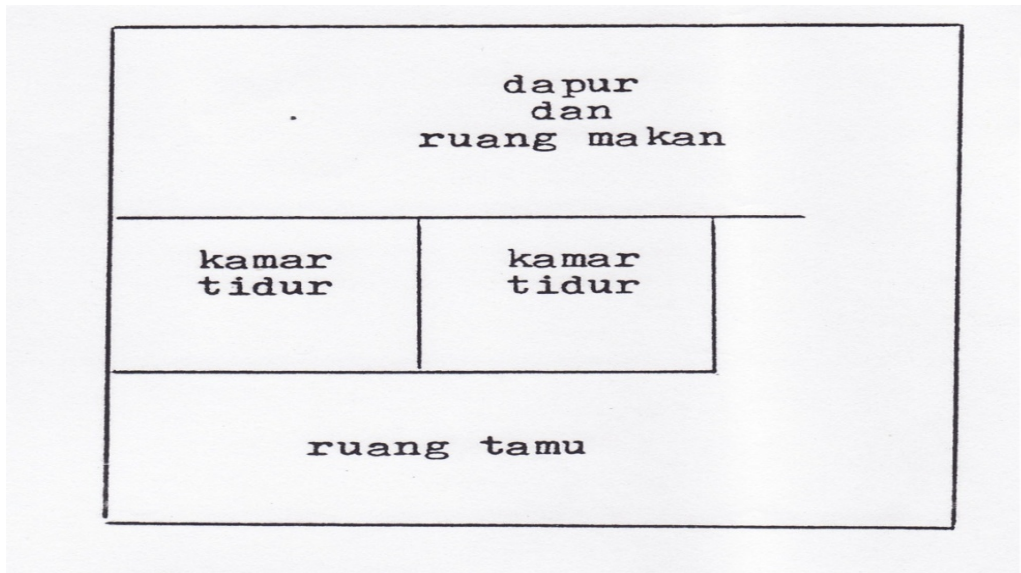 dapur
dan
ruang makan
kamar
tidur
kamar
tidur
ruang tamu